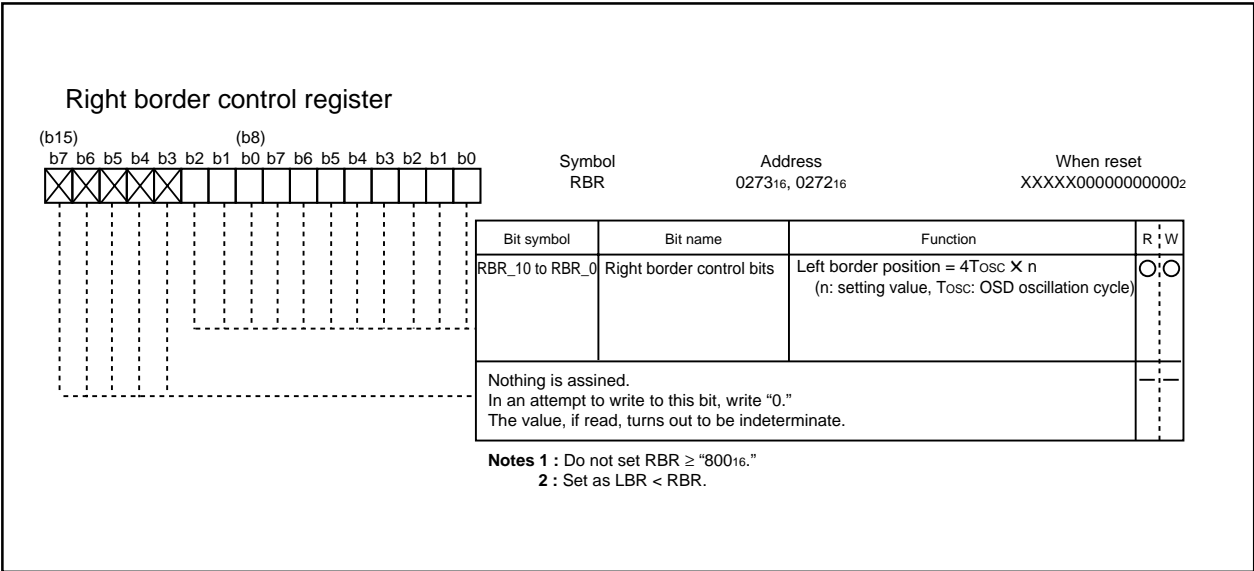 Right border control register
(b15) (b8)
b7 b6 b5 b4 b3 b2 b1 b0 b7 b6 b5 b4 b3 b2 b1 b0
Symbol Address When reset
RBR 027316, 027216 XXXXX000000000002
Bit symbol Bit name Function R W
RBR_10 to RBR_0 Right border control bits Left border position = 4TOSC X n
(n: setting value, TOSC: OSD oscillation cycle)
Nothing is assined.
In an attempt to write to this bit, write “0.”
The value, if read, turns out to be indeterminate.
Notes 1 : Do not set RBR ≥ “80016.”
2 : Set as LBR < RBR.